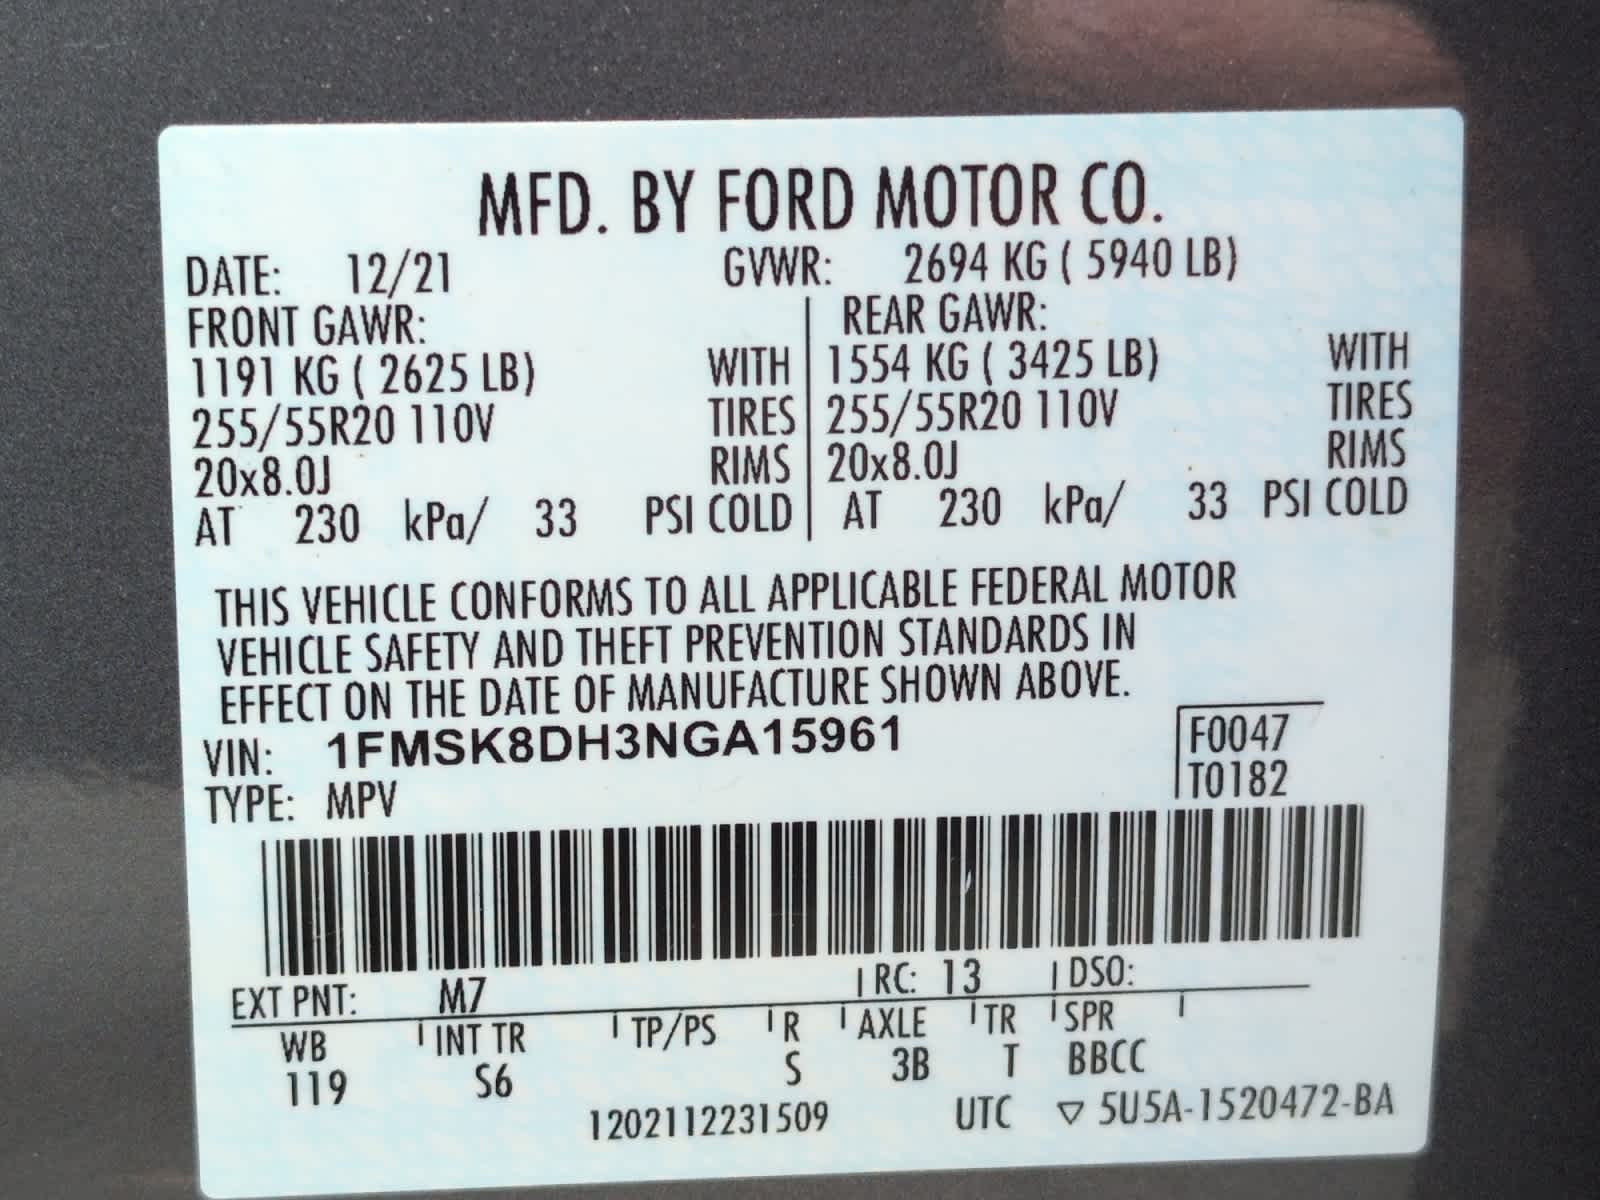 MFD. BY FORD MOTOR CO.
DATE: 12/21 GVWR: 2694 KG ( 5940 LB)
FRONT GAWR: REAR GAWR:
1191 KG ( 2625 LB) WITH 1554 KG ( 3425 LB) WITH
255/55R20 110V TIRES 255/55R20 110V TIRES
20x8.0J RIMS 20x8.0J RIMS
AT 230 kPa/ 33 PSI COLD AT 230 kPa/ 33 PSI COLD
THIS VEHICLE CONFORMS TO ALL APPLICABLE FEDERAL MOTOR
VEHICLE SAFETY AND THEFT PREVENTION STANDARDS IN
EFFECT ON THE DATE OF MANUFACTURE SHOWN ABOVE.
VIN: 1FMSK8DH3NGA15961 F0047
TYPE: MPV T0182
EXT PNT: M7 RC: 13 DSO:
WB INT TR TP/PS R AXLE TR SPR
119 S6 S 3B T BBCC
1202112231509 UTC ▽ 5U5A-1520472-BA